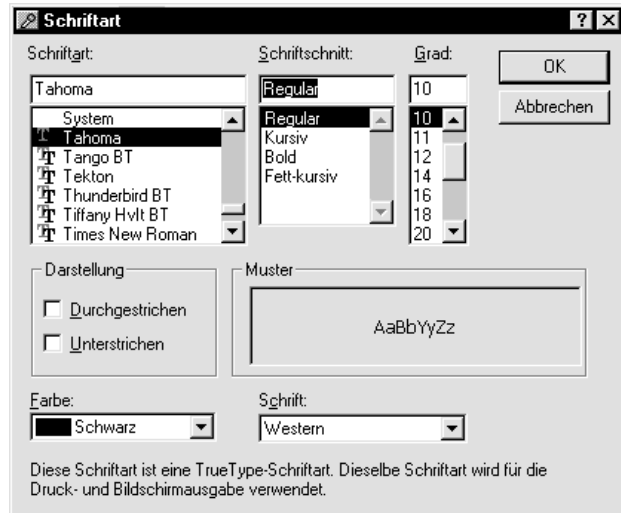 Schriftart
Schriftart:
Tahoma
System
Tahoma
Tango BT
Tekton
Thunderbird BT
Tiffany Hvlt BT
Times New Roman
Schriftschnitt:
Regular
Regular
Kursiv
Bold
Fett-kursiv
Grad:
10
10
11
12
14
16
18
20
OK
Abbrechen
Darstellung
Durchgestrichen
Unterstrichen
Muster
AaBbYyZz
Farbe:
Schwarz
Schrift:
Western
Diese Schriftart ist eine TrueType-Schriftart. Dieselbe Schriftart wird für die
Druck- und Bildschirmausgabe verwendet.